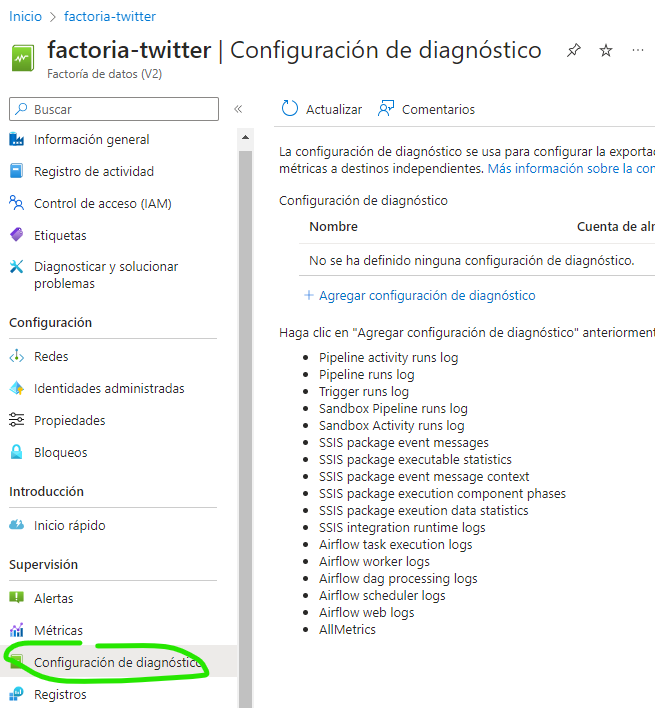 Inicio > factoria-twitter
factoria-twitter | Configuración de diagnóstico
Factoría de datos (V2)
Buscar
Información general
Registro de actividad
Control de acceso (IAM)
Etiquetas
Diagnosticar y solucionar
problemas
Configuración
Redes
Identidades administradas
Propiedades
Bloqueos
Introducción
Inicio rápido
Supervisión
Alertas
Métricas
Configuración de diagnóstico
Registros
Actualizar Comentarios
La configuración de diagnóstico se usa para configurar la exporta
métricas a destinos independientes. Más información sobre la con
Configuración de diagnóstico
Nombre Cuenta de alr
No se ha definido ninguna configuración de diagnóstico.
+ Agregar configuración de diagnóstico
Haga clic en "Agregar configuración de diagnóstico" anteriorment
• Pipeline activity runs log
• Pipeline runs log
• Trigger runs log
• Sandbox Pipeline runs log
• Sandbox Activity runs log
• SSIS package event messages
• SSIS package executable statistics
• SSIS package event message context
• SSIS package execution component phases
• SSIS package exeution data statistics
• SSIS integration runtime logs
• Airflow task execution logs
• Airflow worker logs
• Airflow dag processing logs
• Airflow scheduler logs
• Airflow web logs
• AllMetrics